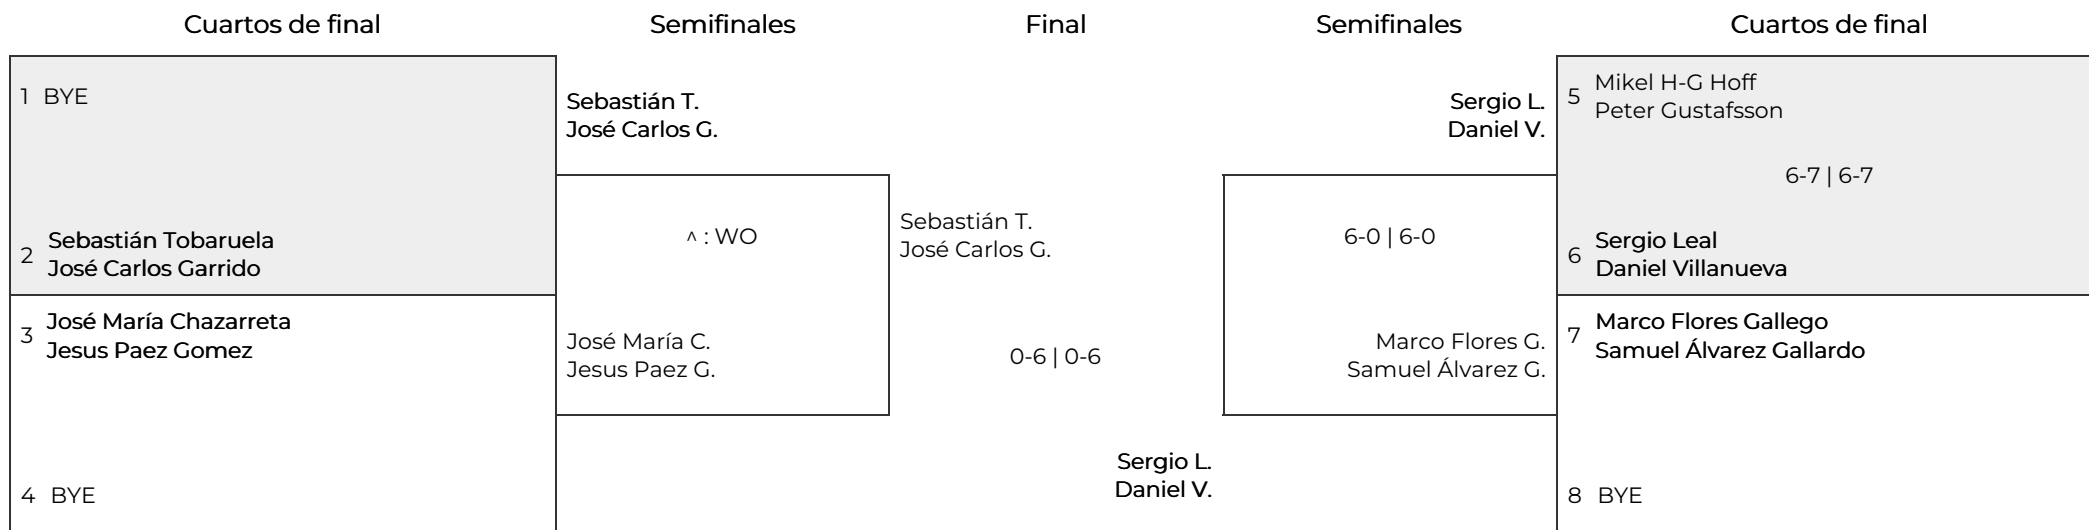 Cuartos de final
Semifinales
Final
Semifinales
Cuartos de final
1 BYE
2 Sebastián Tobaruela
José Carlos Garrido
3 José María Chazarreta
Jesus Paez Gomez
4 BYE
Sebastián T.
José Carlos G.
^ : WO
José María C.
Jesus Paez G.
Sebastián T.
José Carlos G.
0-6 | 0-6
Sergio L.
Daniel V.
Sergio L.
Daniel V.
6-0 | 6-0
Marco Flores G.
Samuel Álvarez G.
5 Mikel H-G Hoff
Peter Gustafsson
6-7 | 6-7
6 Sergio Leal
Daniel Villanueva
7 Marco Flores Gallego
Samuel Álvarez Gallardo
8 BYE